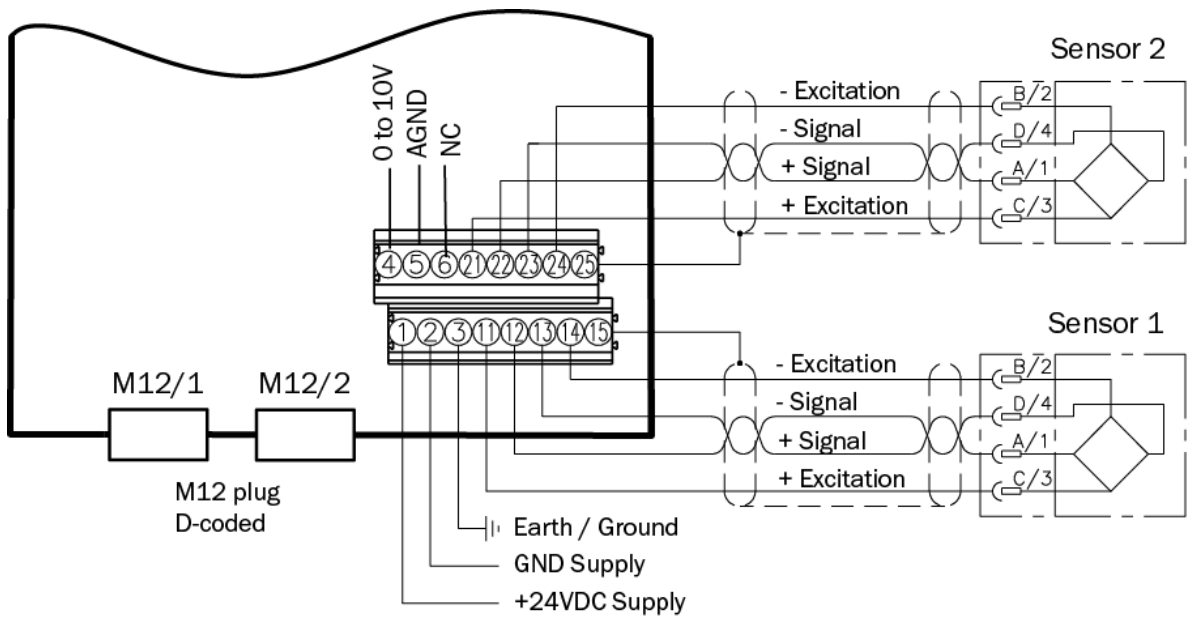 Sensor 2
0 to 10V
AGND
NC
- Excitation
B/2
- Signal
D/4
+ Signal
A/1
+ Excitation
C/3
4 5 6 21 22 23 24 25
1 2 3 11 12 13 14 15
Sensor 1
- Excitation
B/2
- Signal
D/4
+ Signal
A/1
+ Excitation
C/3
M12/1
M12/2
M12 plug
D-coded
Earth / Ground
GND Supply
+24VDC Supply